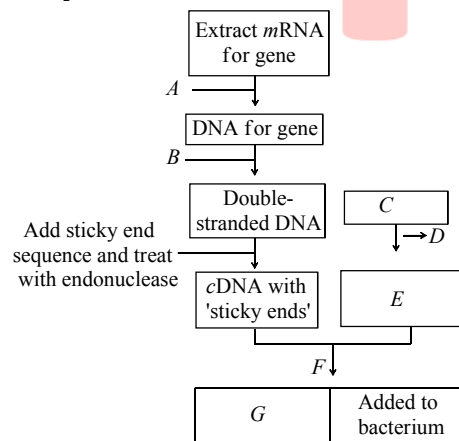 Extract mRNA
for gene
A
DNA for gene
B
Double-
stranded DNA
C
D
Add sticky end
sequence and treat
with endonuclease
cDNA with
'sticky ends'
E
F
G
Added to
bacterium